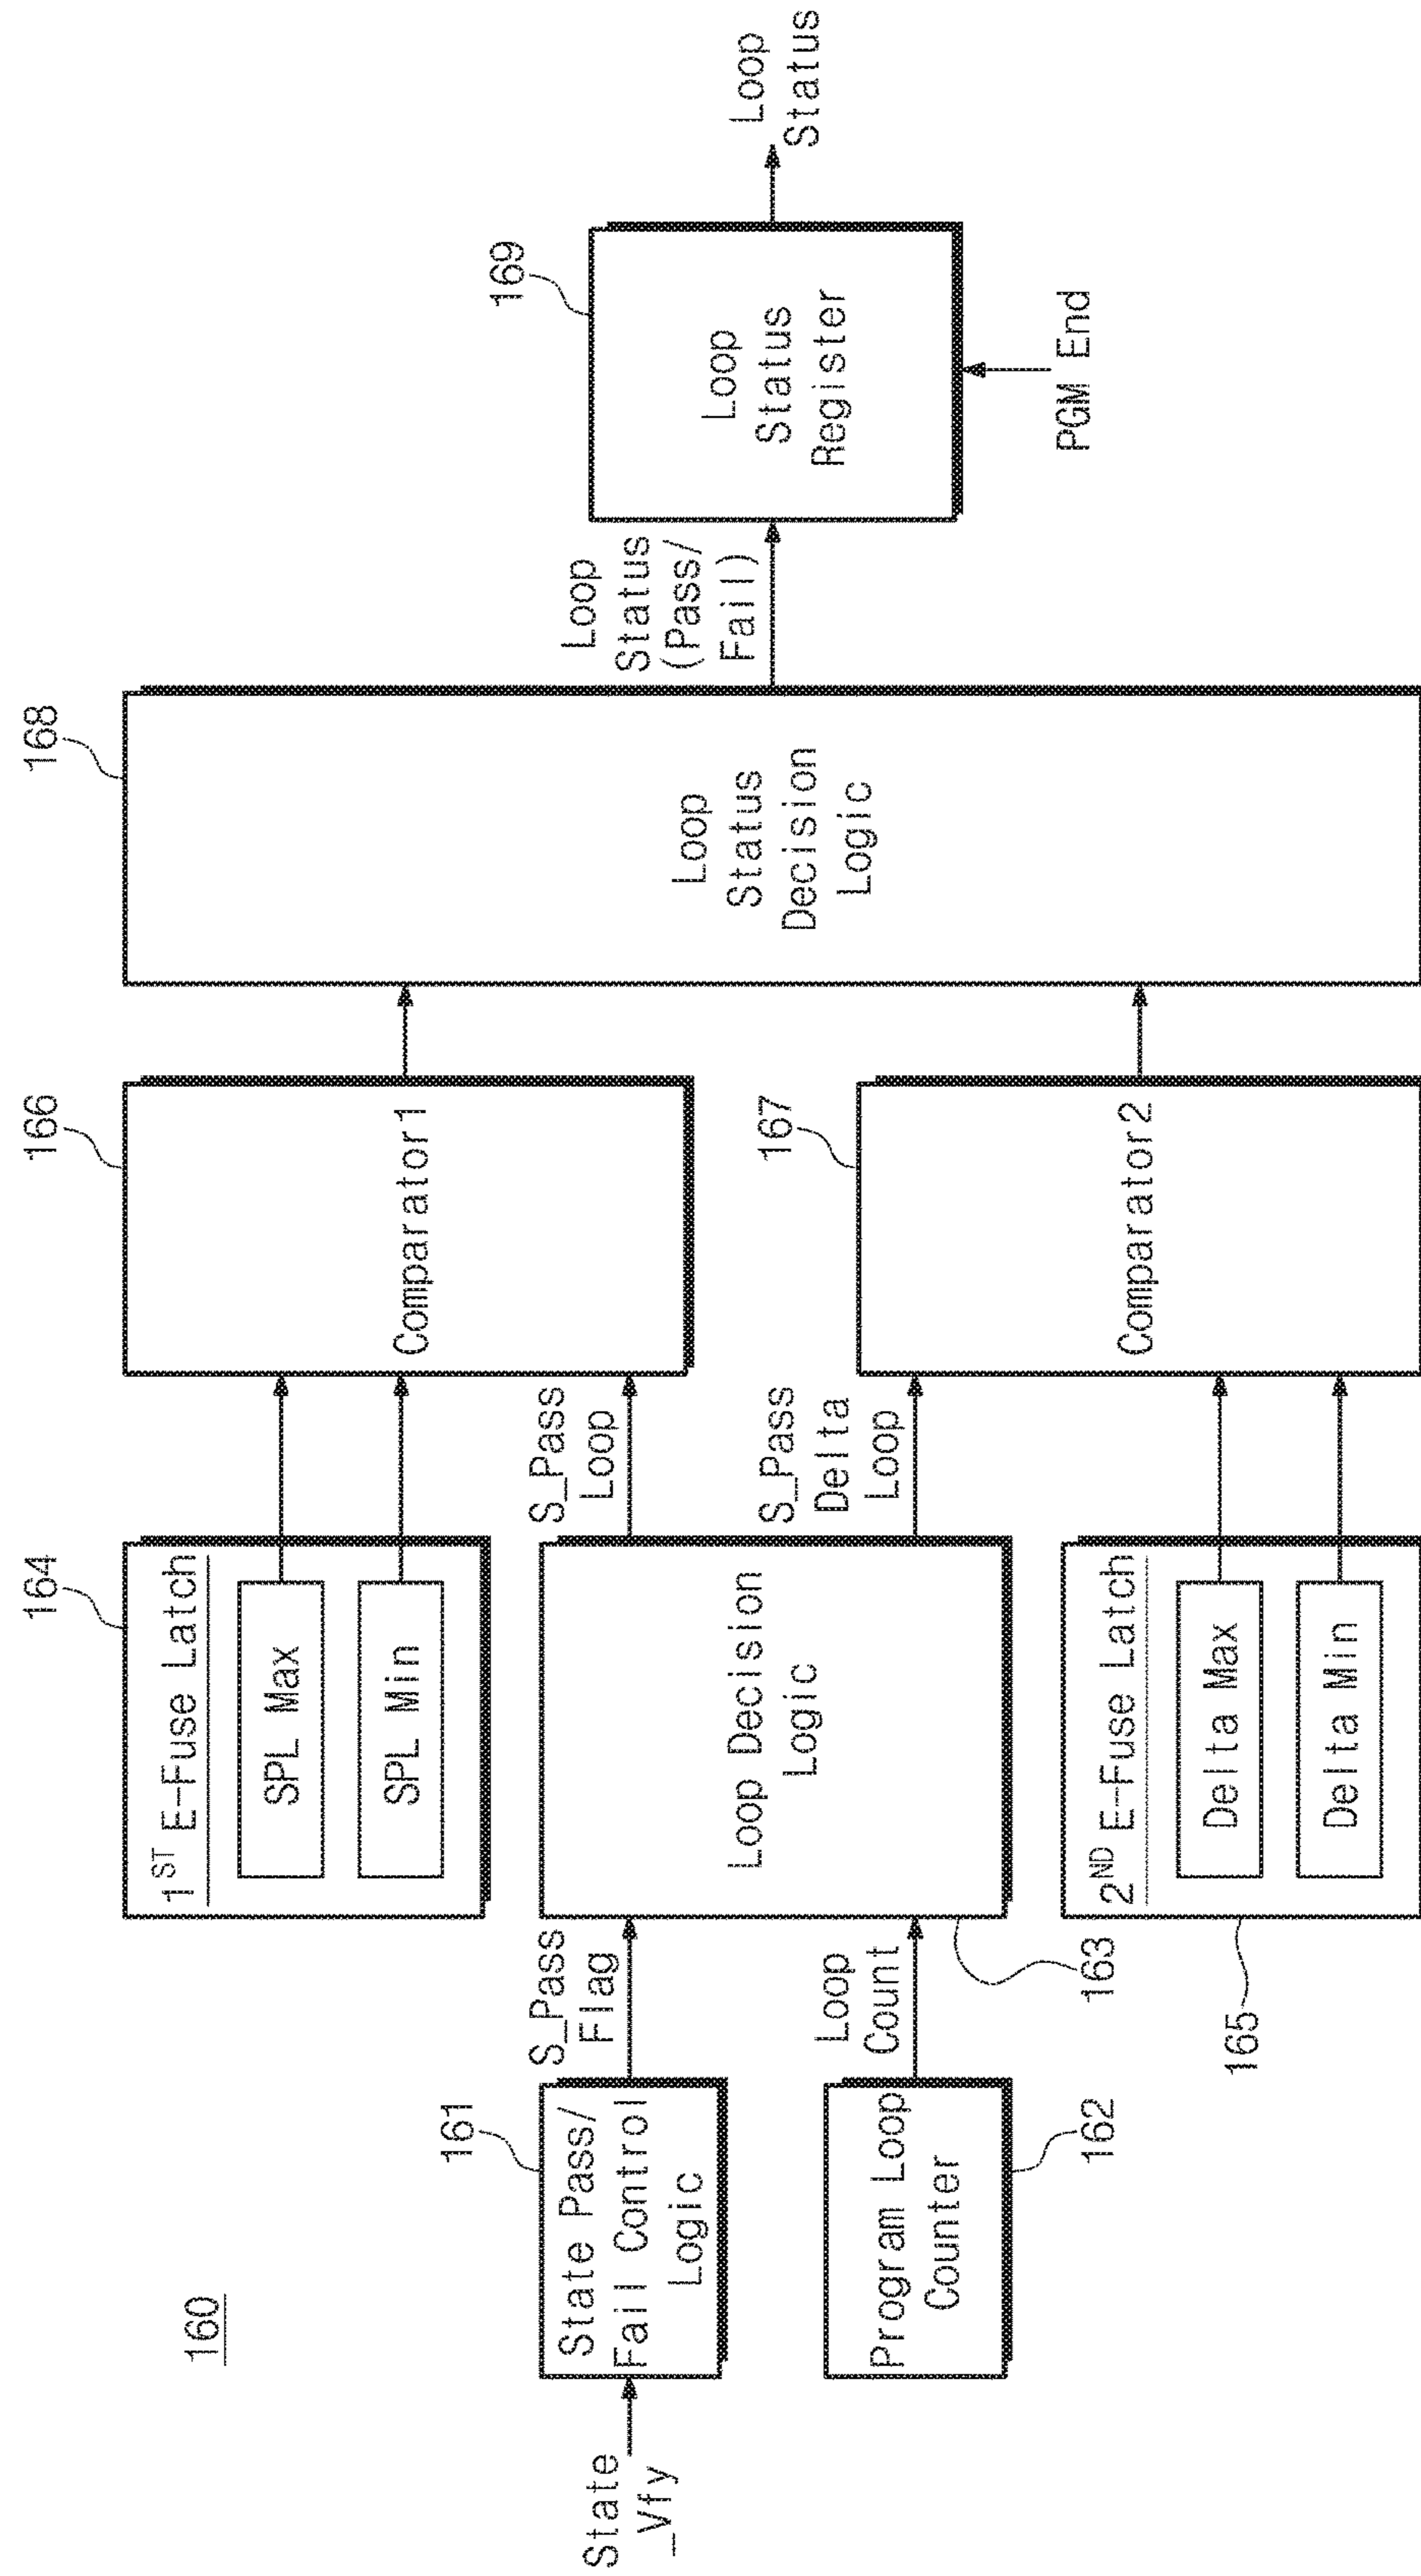 160
State
_Vfy
161
State Pass/
Fail Control
Logic
Program Loop
Counter
162
S_Pass
Flag
Loop
Count
163
164
1ST E-Fuse Latch
SPL Max
SPL Min
Loop Decision
Logic
2ND E-Fuse Latch
Delta Max
Delta Min
165
S_Pass
Loop
S_Pass
Delta
Loop
166
Comparator1
167
Comparator2
168
Loop
Status
Decision
Logic
Loop
Status
(Pass/
Fail)
169
Loop
Status
Register
PGM End
Loop
Status